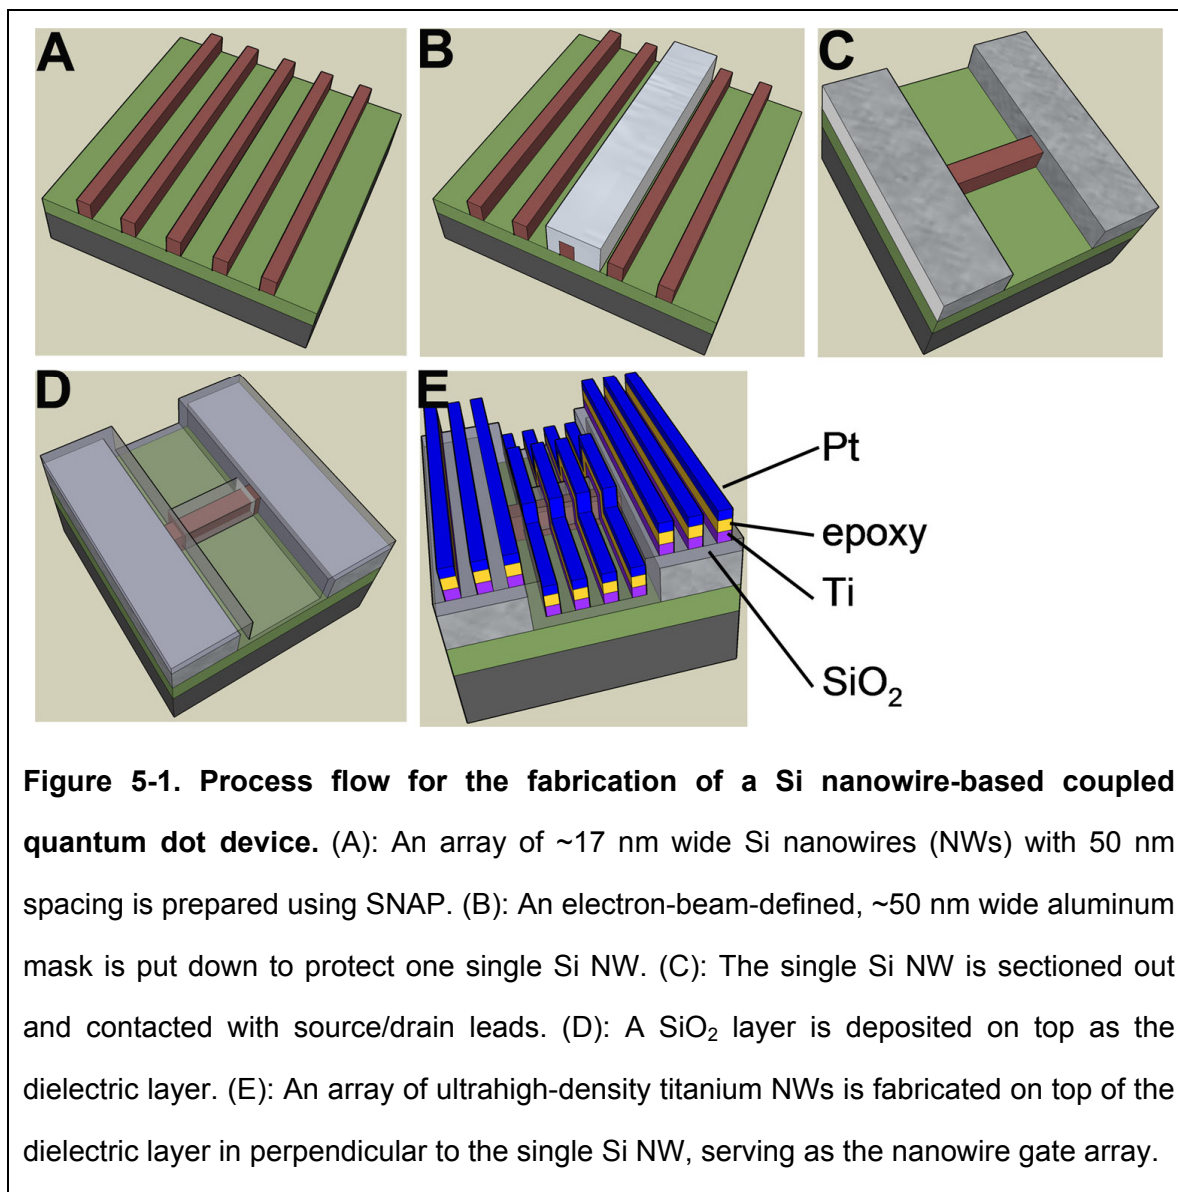 A
B
C
D
E
Pt
epoxy
Ti
SiO₂
Figure 5-1. Process flow for the fabrication of a Si nanowire-based coupled
quantum dot device. (A): An array of ~17 nm wide Si nanowires (NWs) with 50 nm
spacing is prepared using SNAP. (B): An electron-beam-defined, ~50 nm wide aluminum
mask is put down to protect one single Si NW. (C): The single Si NW is sectioned out
and contacted with source/drain leads. (D): A SiO₂ layer is deposited on top as the
dielectric layer. (E): An array of ultrahigh-density titanium NWs is fabricated on top of the
dielectric layer in perpendicular to the single Si NW, serving as the nanowire gate array.